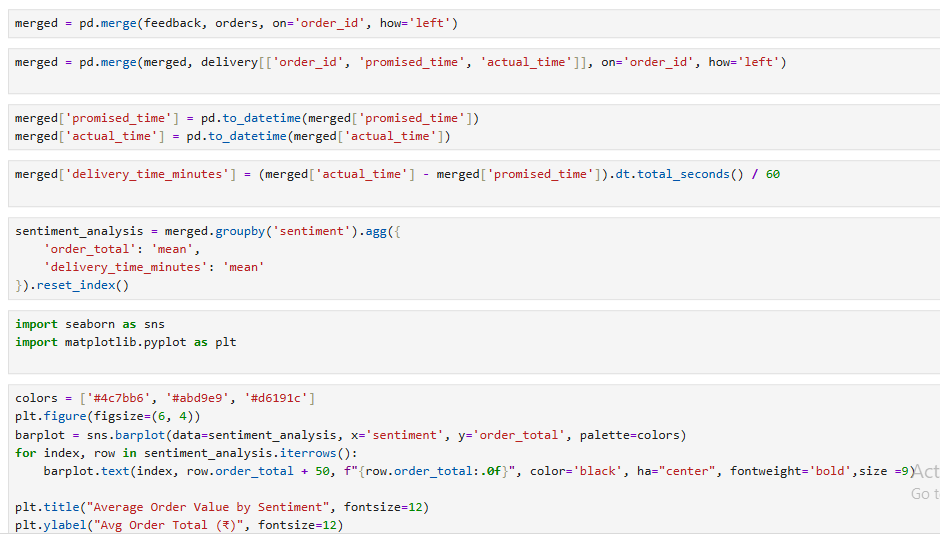 merged = pd.merge(feedback, orders, on='order_id', how='left')
merged = pd.merge(merged, delivery[['order_id', 'promised_time', 'actual_time']], on='order_id', how='left')
merged['promised_time'] = pd.to_datetime(merged['promised_time'])
merged['actual_time'] = pd.to_datetime(merged['actual_time'])
merged['delivery_time_minutes'] = (merged['actual_time'] - merged['promised_time']).dt.total_seconds() / 60
sentiment_analysis = merged.groupby('sentiment').agg({
    'order_total': 'mean',
    'delivery_time_minutes': 'mean'
}).reset_index()
import seaborn as sns
import matplotlib.pyplot as plt
colors = ['#4c7bb6', '#abd9e9', '#d6191c']
plt.figure(figsize=(6, 4))
barplot = sns.barplot(data=sentiment_analysis, x='sentiment', y='order_total', palette=colors)
for index, row in sentiment_analysis.iterrows():
    barplot.text(index, row.order_total + 50, f"{row.order_total:.0f}", color='black', ha="center", fontweight='bold',size =9)
Go
plt.title("Average Order Value by Sentiment", fontsize=12)
plt.ylabel("Avg Order Total (₹)", fontsize=12)